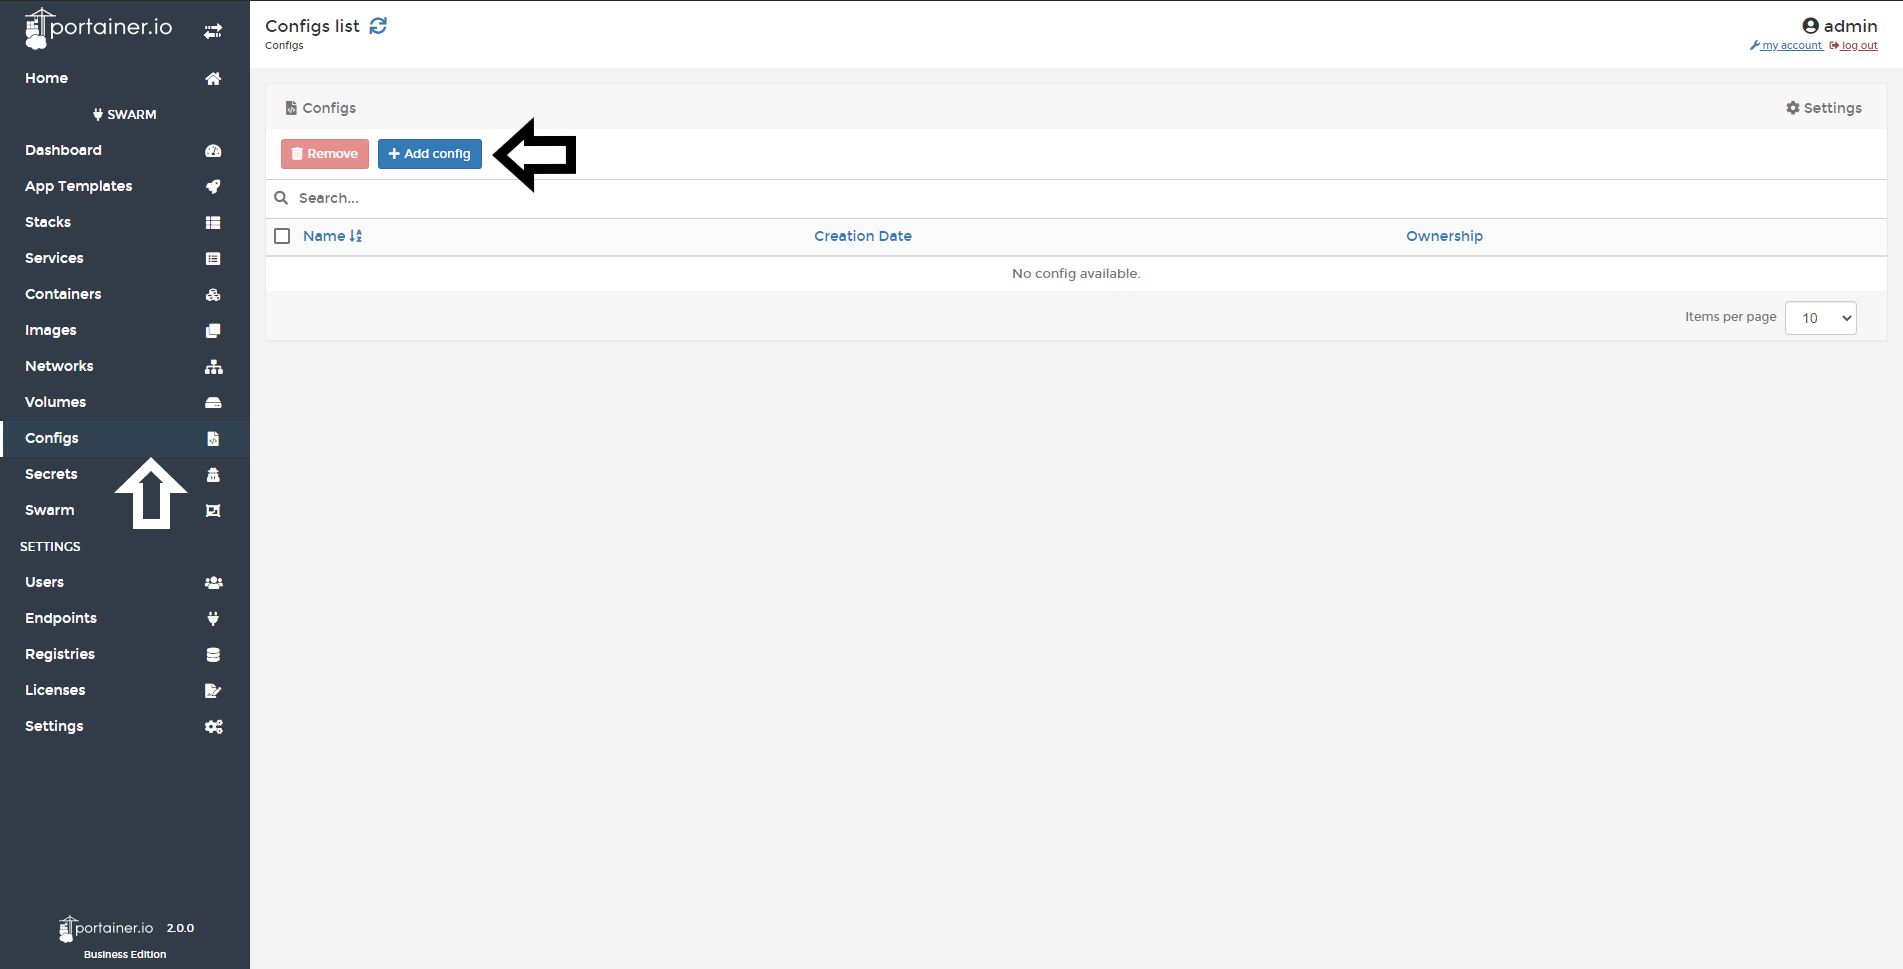 portainer.io
Home
SWARM
Dashboard
App Templates
Stacks
Services
Containers
Images
Networks
Volumes
Configs
Secrets
Swarm
SETTINGS
Users
Endpoints
Registries
Licenses
Settings
portainer.io 2.0.0
Business Edition
Configs list
Configs
admin
my account log out
Configs
Settings
Remove Add config
Search...
Name Creation Date Ownership
No config available.
Items per page 10